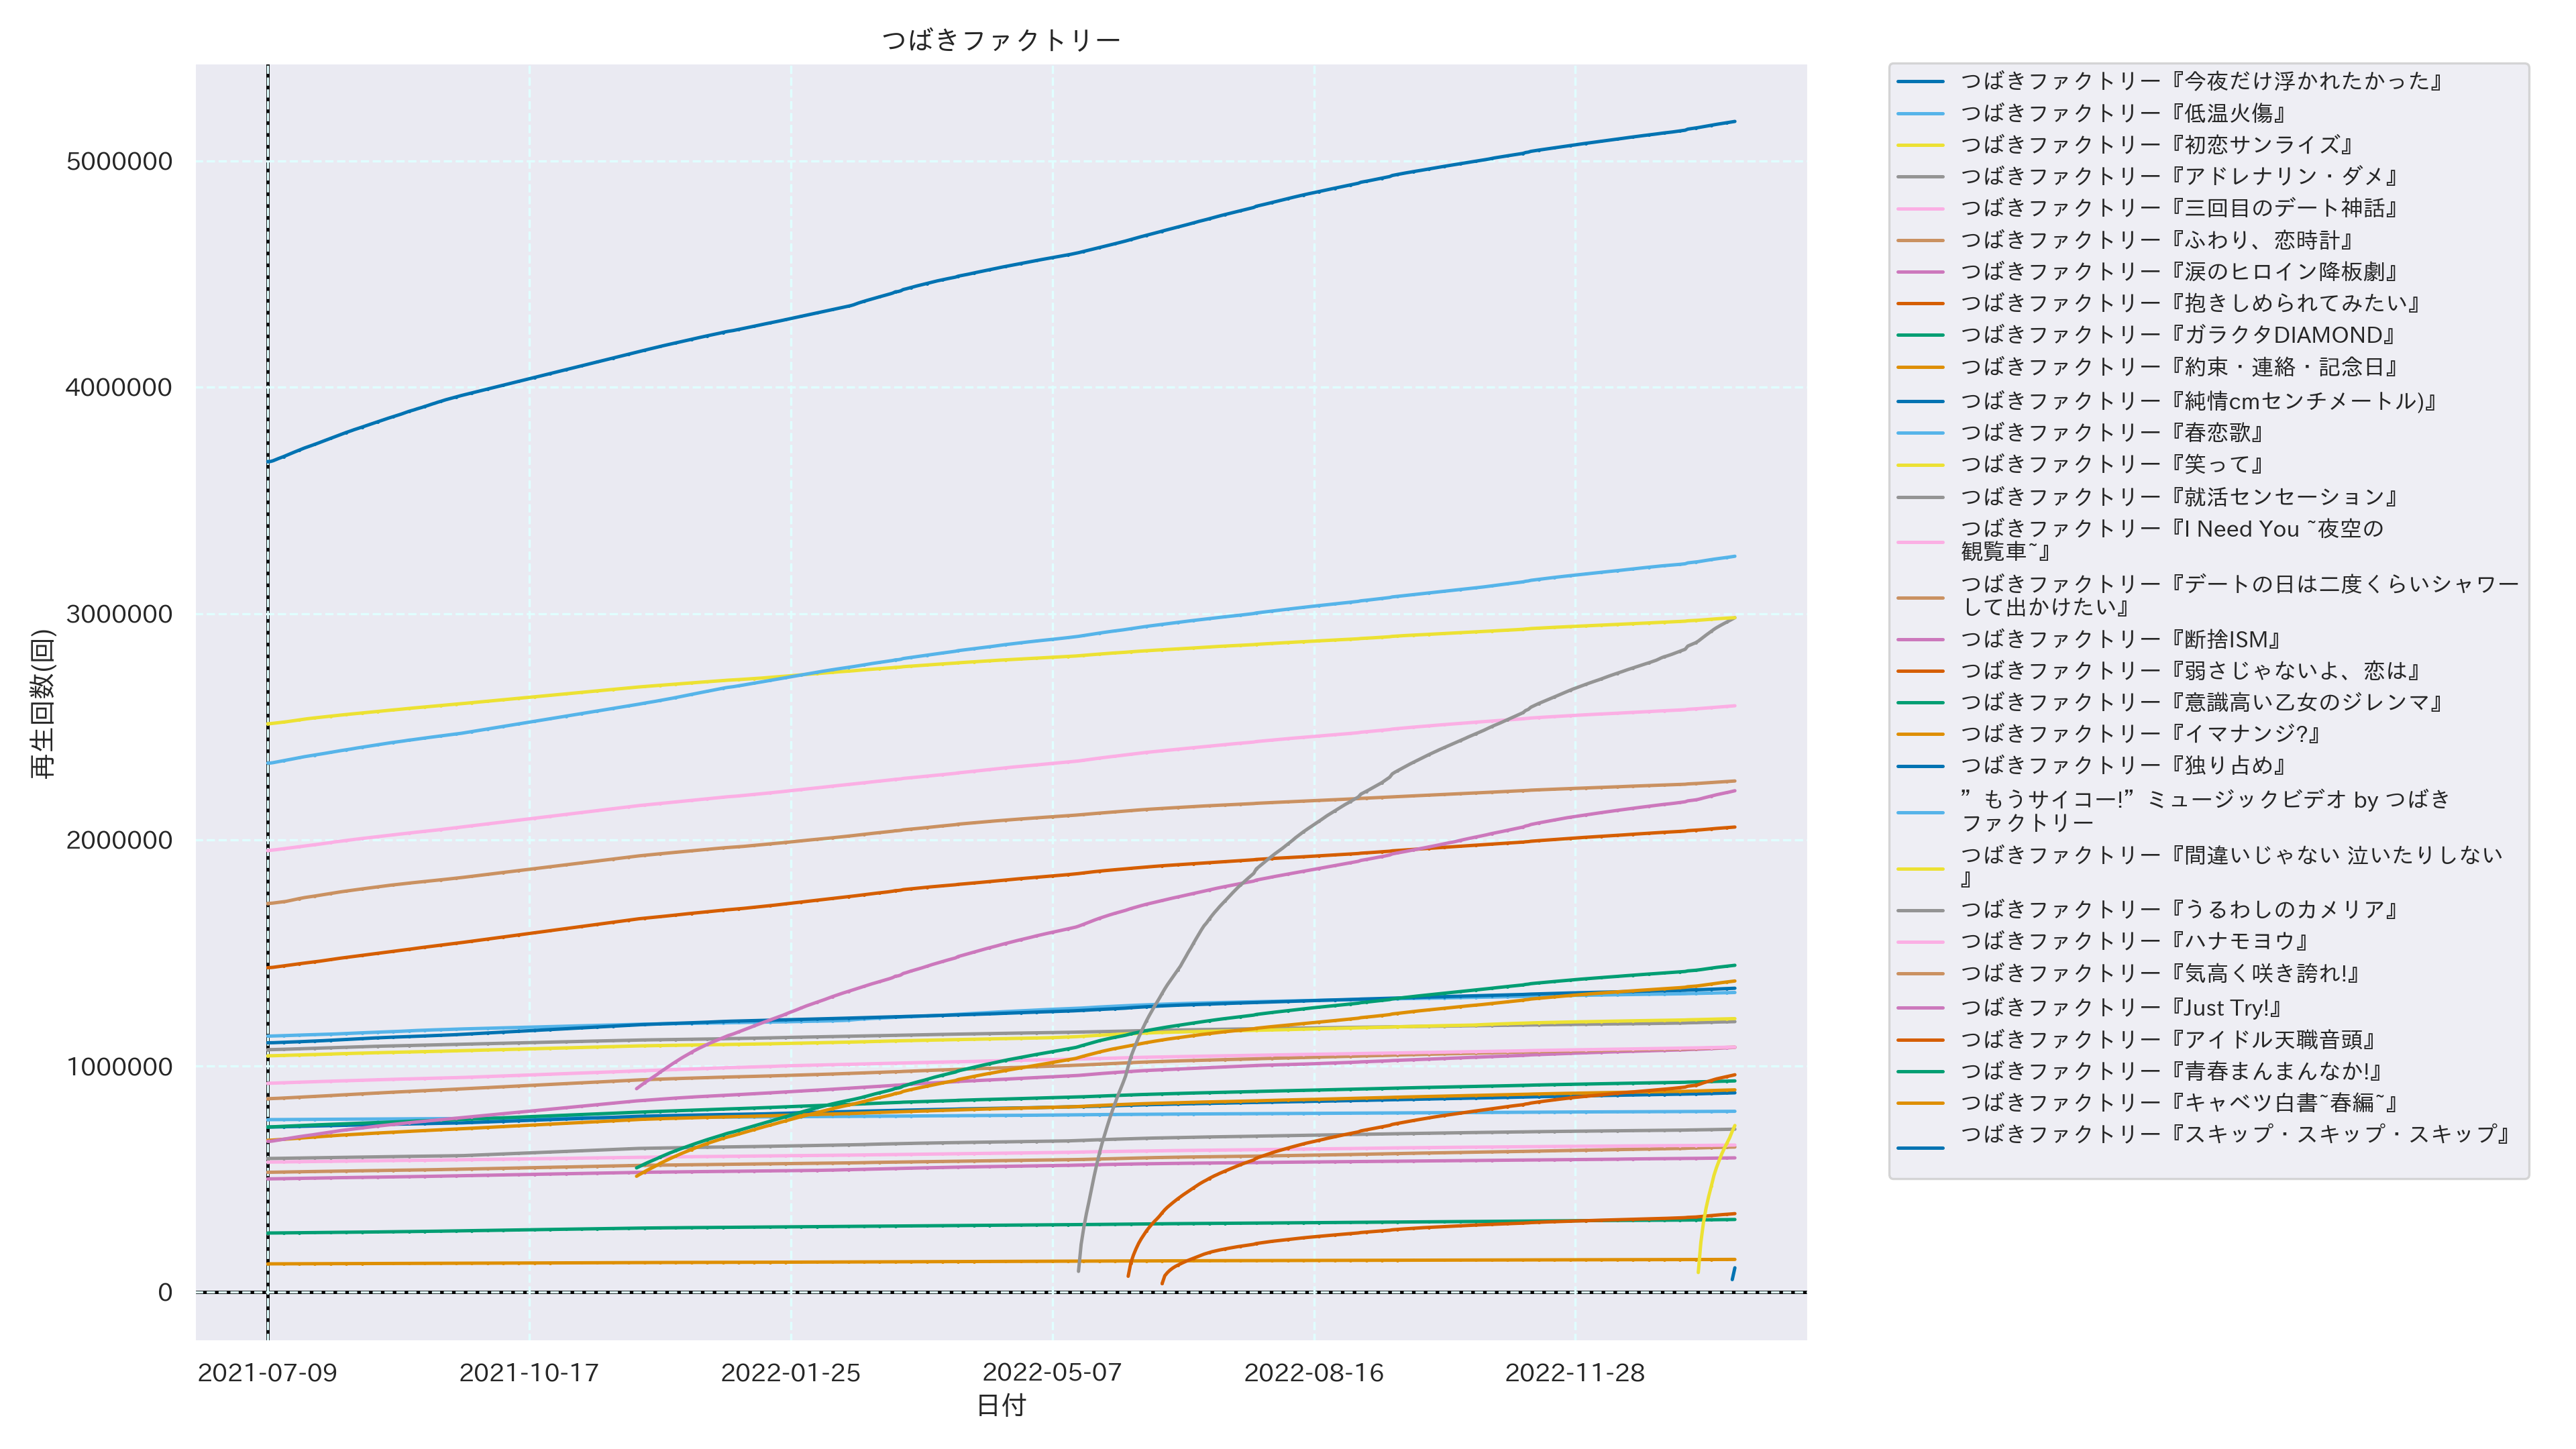 つばきファクトリー
再生回数(回)
5000000
4000000
3000000
2000000
1000000
0
2021-07-09
2021-10-17
2022-01-25
2022-05-07
2022-08-16
2022-11-28
日付
つばきファクトリー『今夜だけ浮かれたかった』
つばきファクトリー『低温火傷』
つばきファクトリー『初恋サンライズ』
つばきファクトリー『アドレナリン・ダメ』
つばきファクトリー『三回目のデート神話』
つばきファクトリー『ふわり、恋時計』
つばきファクトリー『涙のヒロイン降板劇』
つばきファクトリー『抱きしめられてみたい』
つばきファクトリー『ガラクタDIAMOND』
つばきファクトリー『約束・連絡・記念日』
つばきファクトリー『純情cmセンチメートル)』
つばきファクトリー『春恋歌』
つばきファクトリー『笑って』
つばきファクトリー『就活センセーション』
つばきファクトリー『I Need You ~夜空の
観覧車~』
つばきファクトリー『デートの日は二度くらいシャワー
して出かけたい』
つばきファクトリー『断捨ISM』
つばきファクトリー『弱さじゃないよ、恋は』
つばきファクトリー『意識高い乙女のジレンマ』
つばきファクトリー『イマナンジ?』
つばきファクトリー『独り占め』
”もうサイコー!”ミュージックビデオ by つばき
ファクトリー
つばきファクトリー『間違いじゃない 泣いたりしない
』
つばきファクトリー『うるわしのカメリア』
つばきファクトリー『ハナモヨウ』
つばきファクトリー『気高く咲き誇れ!』
つばきファクトリー『Just Try!』
つばきファクトリー『アイドル天職音頭』
つばきファクトリー『青春まんまんなか!』
つばきファクトリー『キャベツ白書~春編~』
つばきファクトリー『スキップ・スキップ・スキップ』